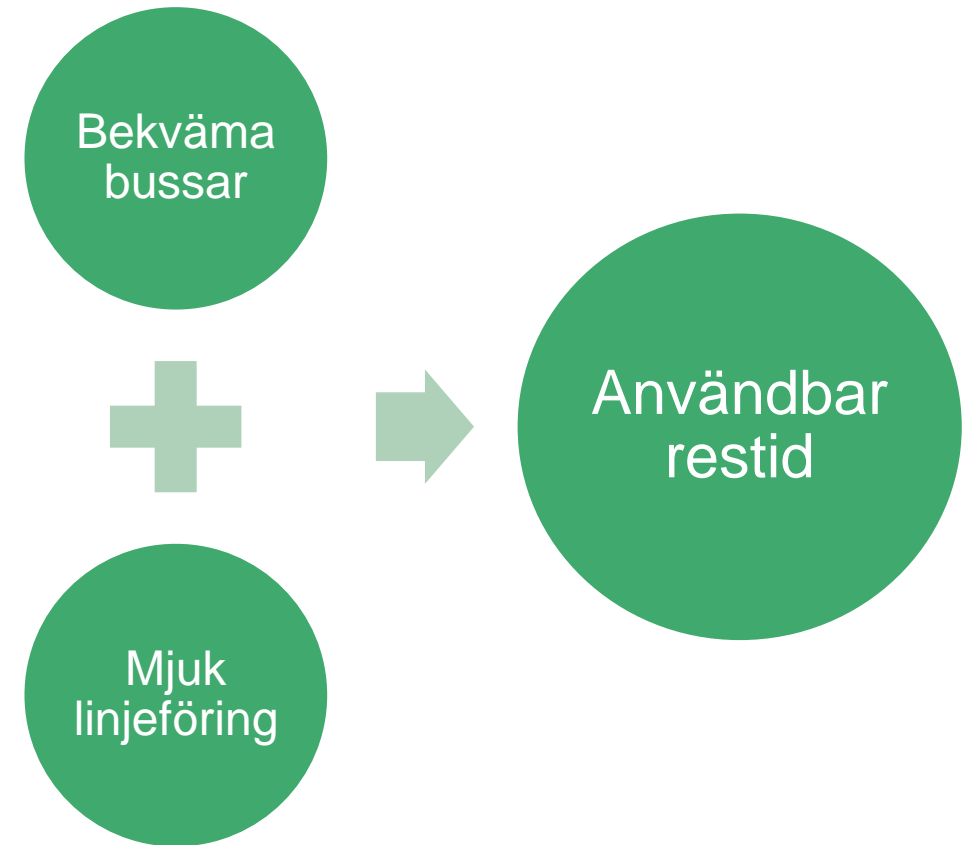 Bekväma
bussar
Användbar
restid
Mjuk
linjeföring